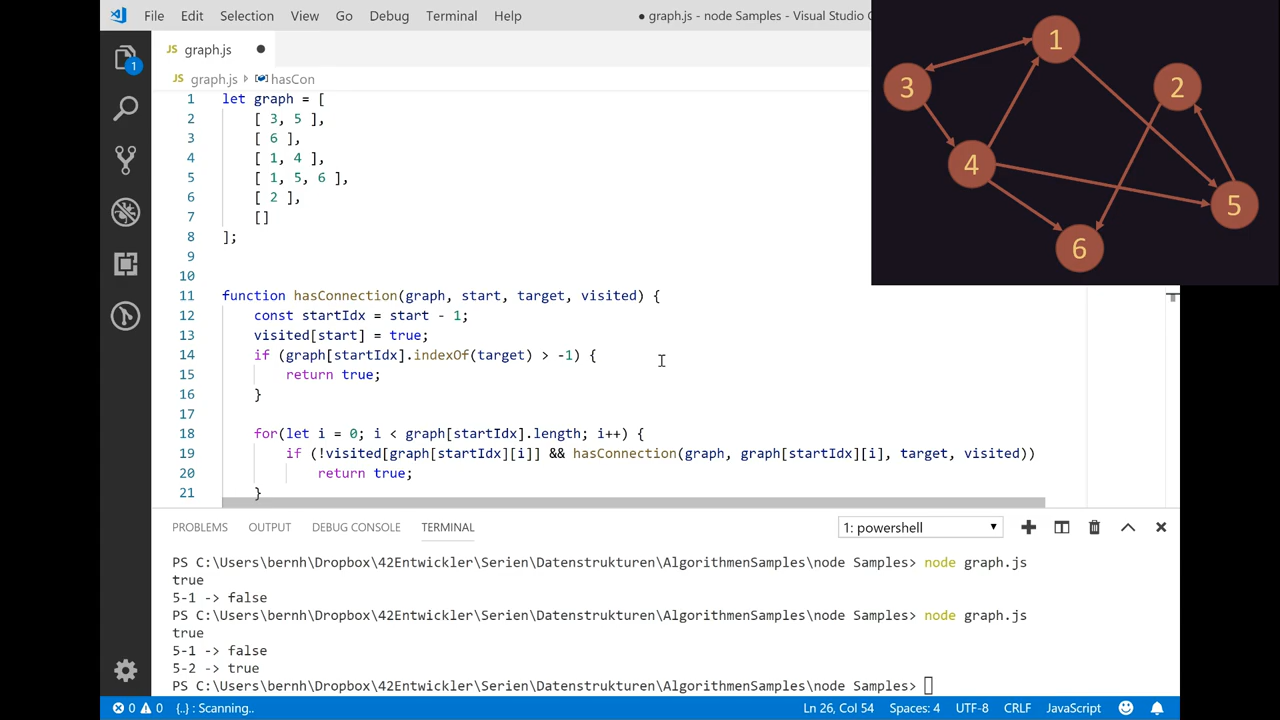 File Edit Selection View Go Debug Terminal Help ● graph.js - node Samples - Visual Studio Co
JS graph.js ●
1
JS graph.js > hasCon
1 let graph = [
2 [ 3, 5 ],
3 [ 6 ],
4 [ 1, 4 ],
5 [ 1, 5, 6 ],
6 [ 2 ],
7 []
8 ];
9
10
11 function hasConnection(graph, start, target, visited) {
12 const startIdx = start - 1;
13 visited[start] = true;
14 if (graph[startIdx].indexOf(target) > -1) {
15 return true;
16 }
17
18 for(let i = 0; i < graph[startIdx].length; i++) {
19 if (!visited[graph[startIdx][i]] && hasConnection(graph, graph[startIdx][i], target, visited))
20 return true;
21 }
1
3
2
4
5
6
PROBLEMS OUTPUT DEBUG CONSOLE TERMINAL 1: powershell
PS C:\Users\bernh\Dropbox\42Entwickler\Serien\Datenstrukturen\AlgorithmenSamples\node Samples> node graph.js
true
5-1 -> false
PS C:\Users\bernh\Dropbox\42Entwickler\Serien\Datenstrukturen\AlgorithmenSamples\node Samples> node graph.js
true
5-1 -> false
5-2 -> true
PS C:\Users\bernh\Dropbox\42Entwickler\Serien\Datenstrukturen\AlgorithmenSamples\node Samples>
0 0 {..} : Scanning.. Ln 26, Col 54 Spaces: 4 UTF-8 CRLF JavaScript